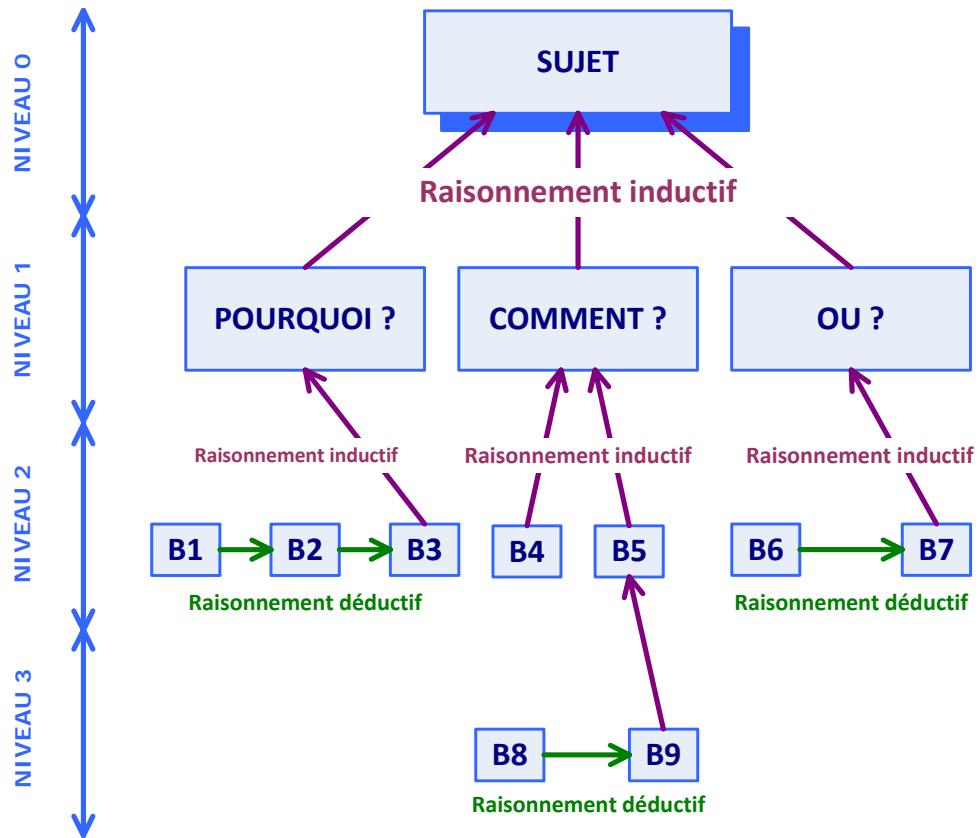 NIVEAU 0
SUJET
Raisonnement inductif
NIVEAU 1
POURQUOI ?
COMMENT ?
OU ?
NIVEAU 2
Raisonnement inductif
Raisonnement inductif
Raisonnement inductif
B1
B2
B3
B4
B5
B6
B7
Raisonnement déductif
Raisonnement déductif
NIVEAU 3
B8
B9
Raisonnement déductif